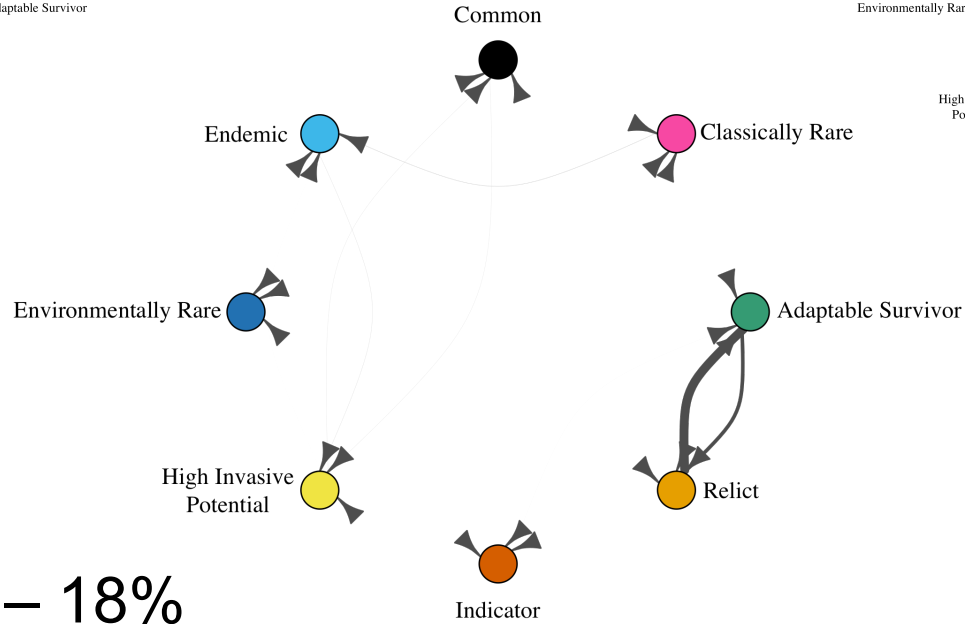 Adaptable Survivor
Common
Environmentally Rar
High
Po
Endemic
Classically Rare
Environmentally Rare
Adaptable Survivor
High Invasive
Potential
Relict
– 18%
Indicator